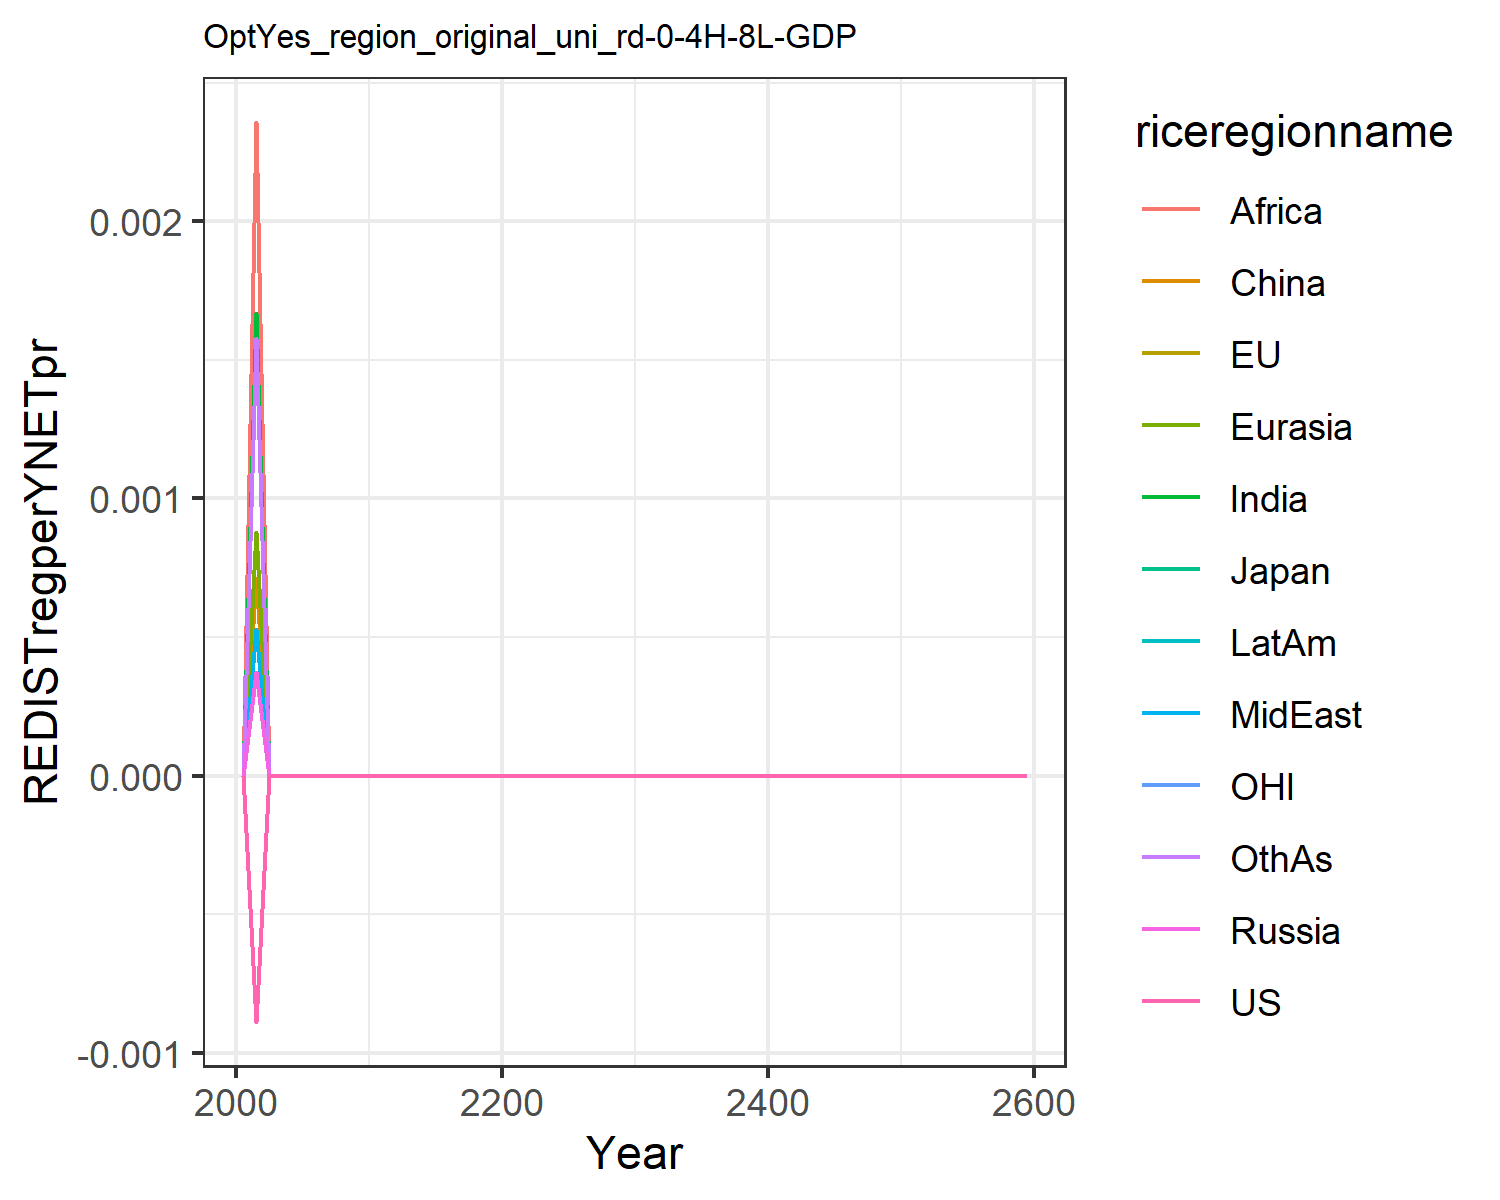 OptYes_region_original_uni_rd-0-4H-8L-GDP
REDISTregperYNETpr
0.002
0.001
0.000
-0.001
2000
2200
2400
2600
Year
riceregionname
Africa
China
EU
Eurasia
India
Japan
LatAm
MidEast
OHI
OthAs
Russia
US